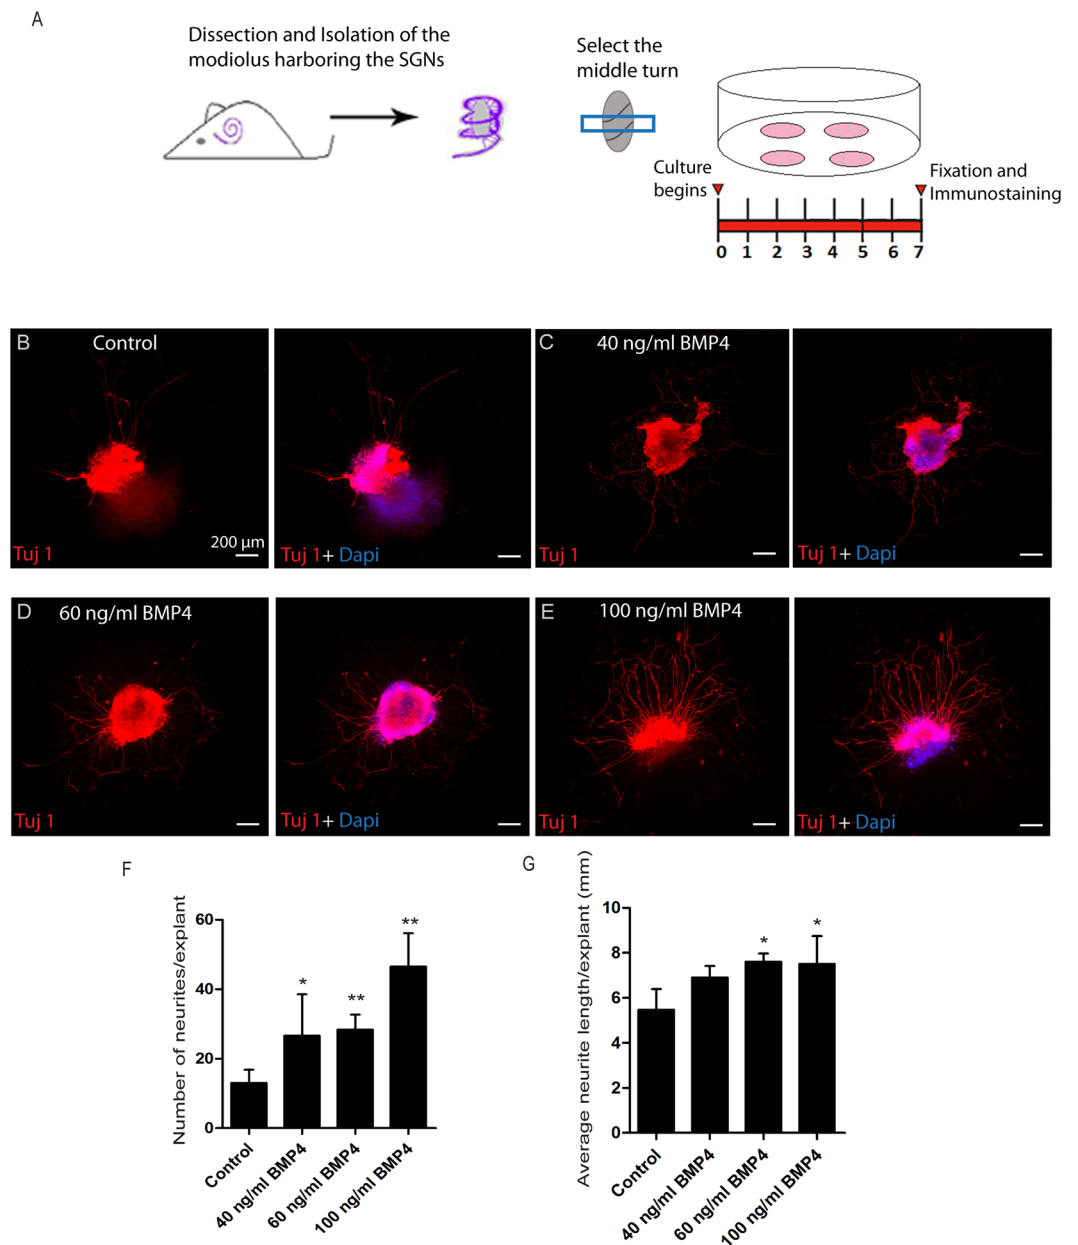 A
Dissection and Isolation of the
modiolus harboring the SGNs
Select the
middle turn
Culture
begins
Fixation and
Immunostaining
0 1 2 3 4 5 6 7
B
Control
Tuj 1
200 µm
Tuj 1+ Dapi
C
40 ng/ml BMP4
Tuj 1
Tuj 1+ Dapi
D
60 ng/ml BMP4
Tuj 1
Tuj 1+ Dapi
E
100 ng/ml BMP4
Tuj 1
Tuj 1+ Dapi
F
Number of neurites/explant
60
40
20
0
*
**
**
Control
40 ng/ml BMP4
60 ng/ml BMP4
100 ng/ml BMP4
G
Average neurite length/explant (mm)
10
8
6
4
2
0
*
*
Control
40 ng/ml BMP4
60 ng/ml BMP4
100 ng/ml BMP4